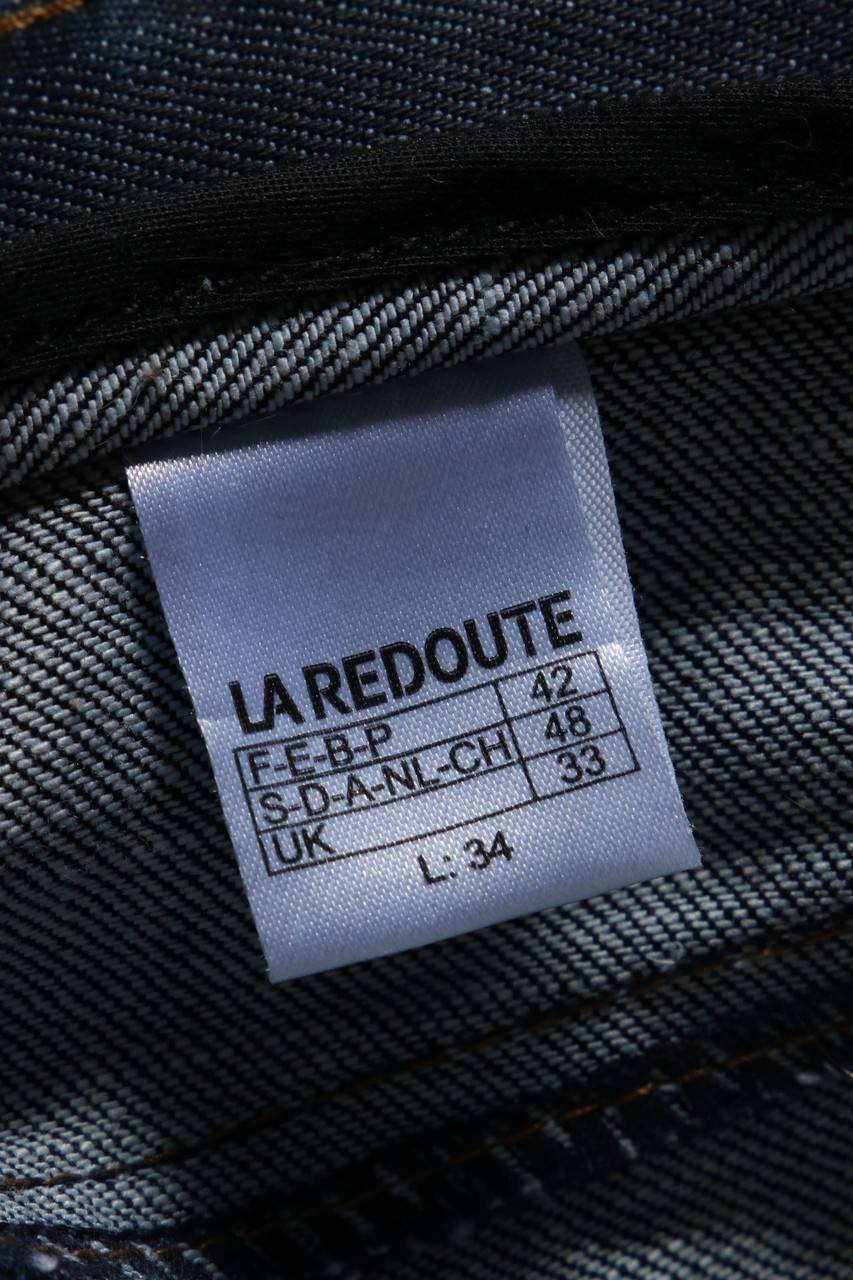 LA REDOUTE
F-E-B-P 42
S-D-A-NL-CH 48
UK 33
L: 34